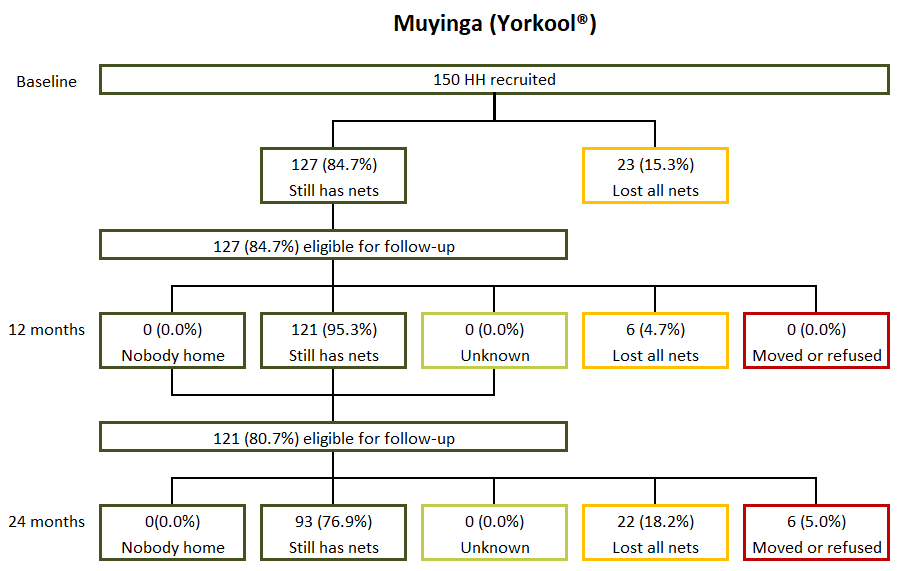 Muyinga (Yorkool®)
Baseline
150 HH recruited
127 (84.7%)
Still has nets
23 (15.3%)
Lost all nets
127 (84.7%) eligible for follow-up
12 months
0 (0.0%)
Nobody home
121 (95.3%)
Still has nets
0 (0.0%)
Unknown
6 (4.7%)
Lost all nets
0 (0.0%)
Moved or refused
121 (80.7%) eligible for follow-up
24 months
0(0.0%)
Nobody home
93 (76.9%)
Still has nets
0 (0.0%)
Unknown
22 (18.2%)
Lost all nets
6 (5.0%)
Moved or refused